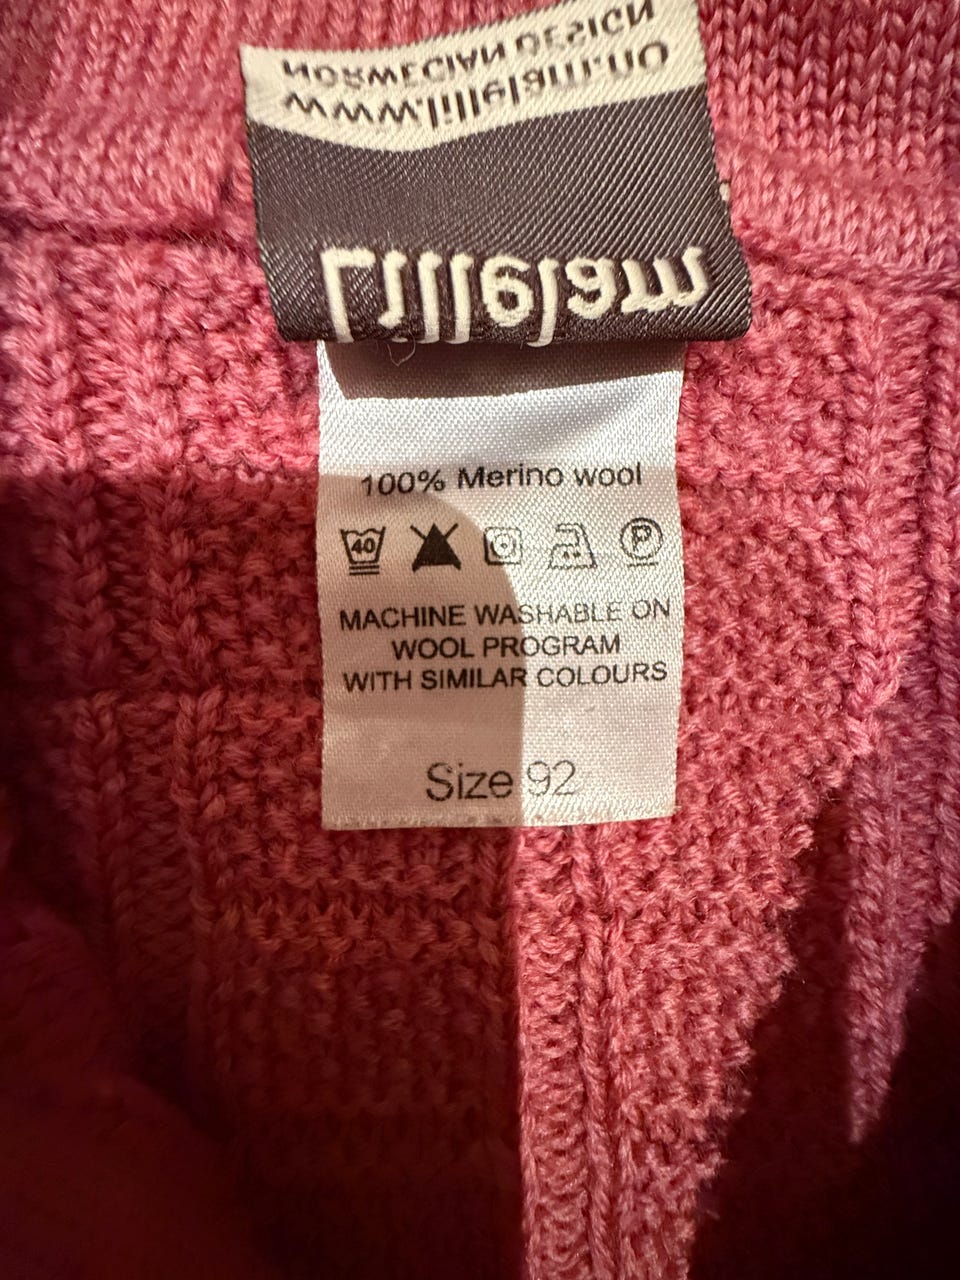 Lillelam
www.lillelam.no
NORWEGIAN DESIGN
100% Merino wool
40 P
MACHINE WASHABLE ON
WOOL PROGRAM
WITH SIMILAR COLOURS
Size 92